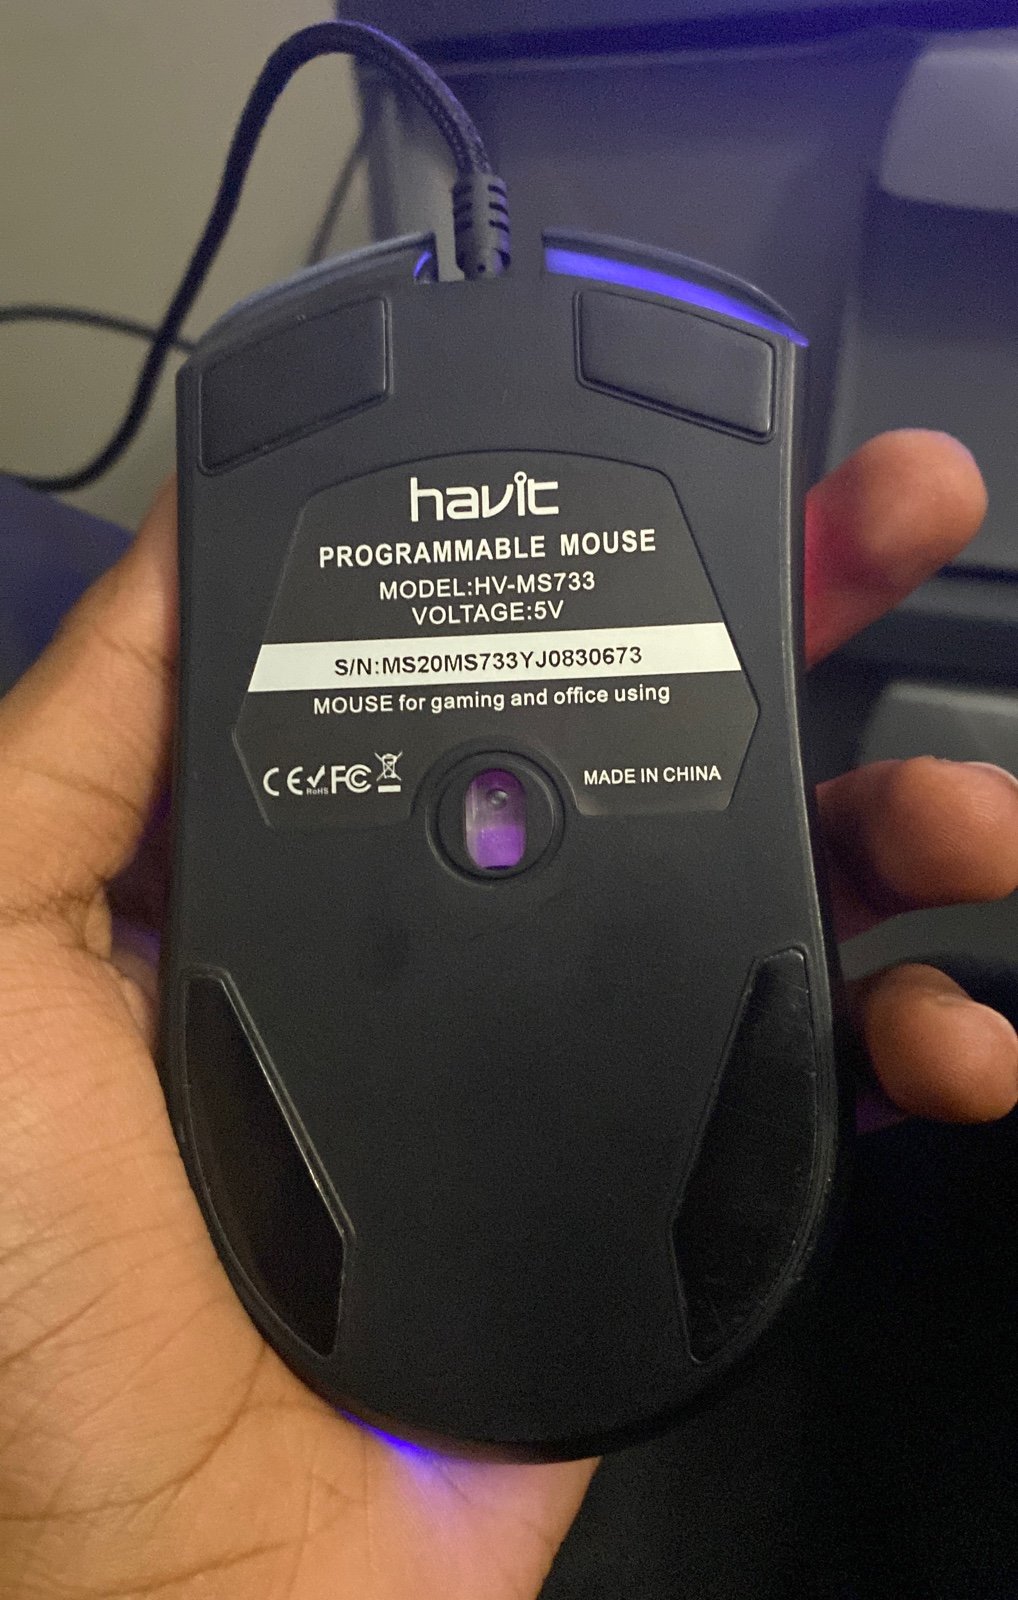 havit
PROGRAMMABLE MOUSE
MODEL:HV-MS733
VOLTAGE:5V
S/N:MS20MS733YJ0830673
MOUSE for gaming and office using
CE RoHS FC
MADE IN CHINA